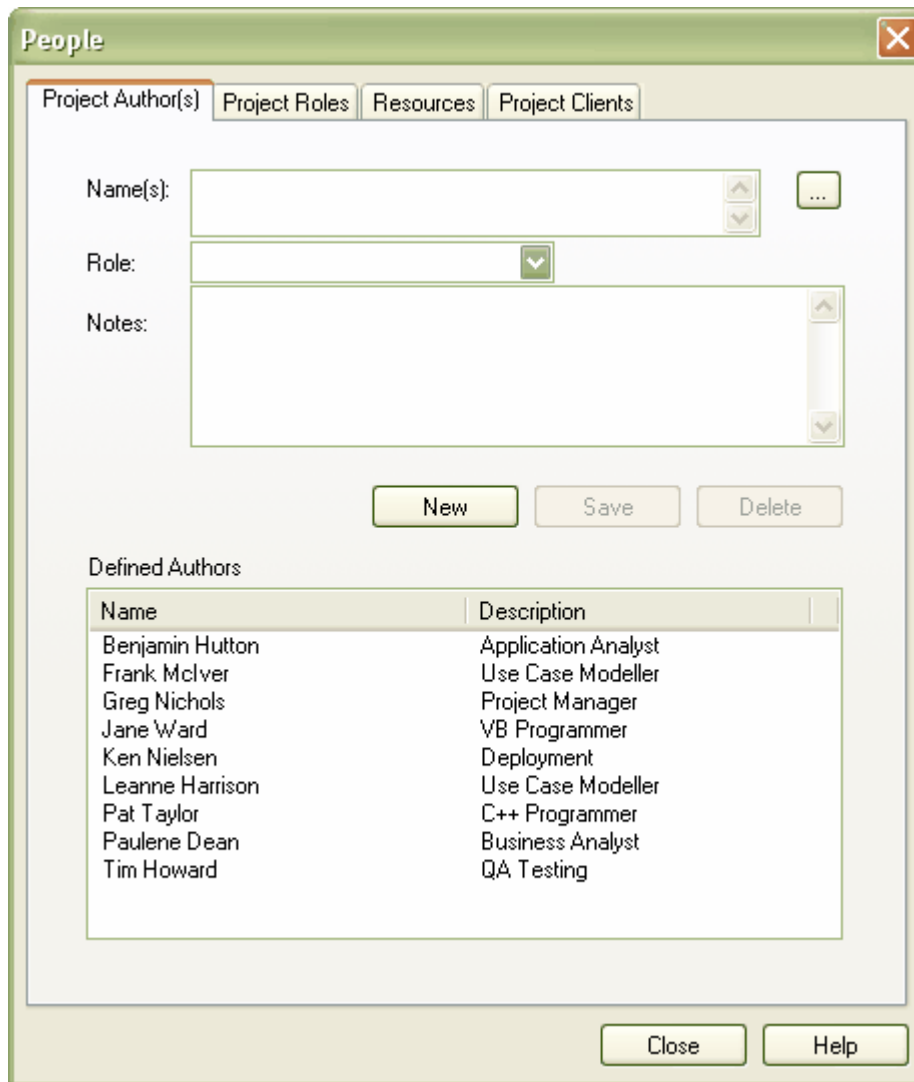 People
Project Author(s) Project Roles Resources Project Clients
Name(s): ...
Role:
Notes:
New Save Delete
Defined Authors
Name Description
Benjamin Hutton Application Analyst
Frank McIver Use Case Modeller
Greg Nichols Project Manager
Jane Ward VB Programmer
Ken Nielsen Deployment
Leanne Harrison Use Case Modeller
Pat Taylor C++ Programmer
Paulene Dean Business Analyst
Tim Howard QA Testing
Close Help